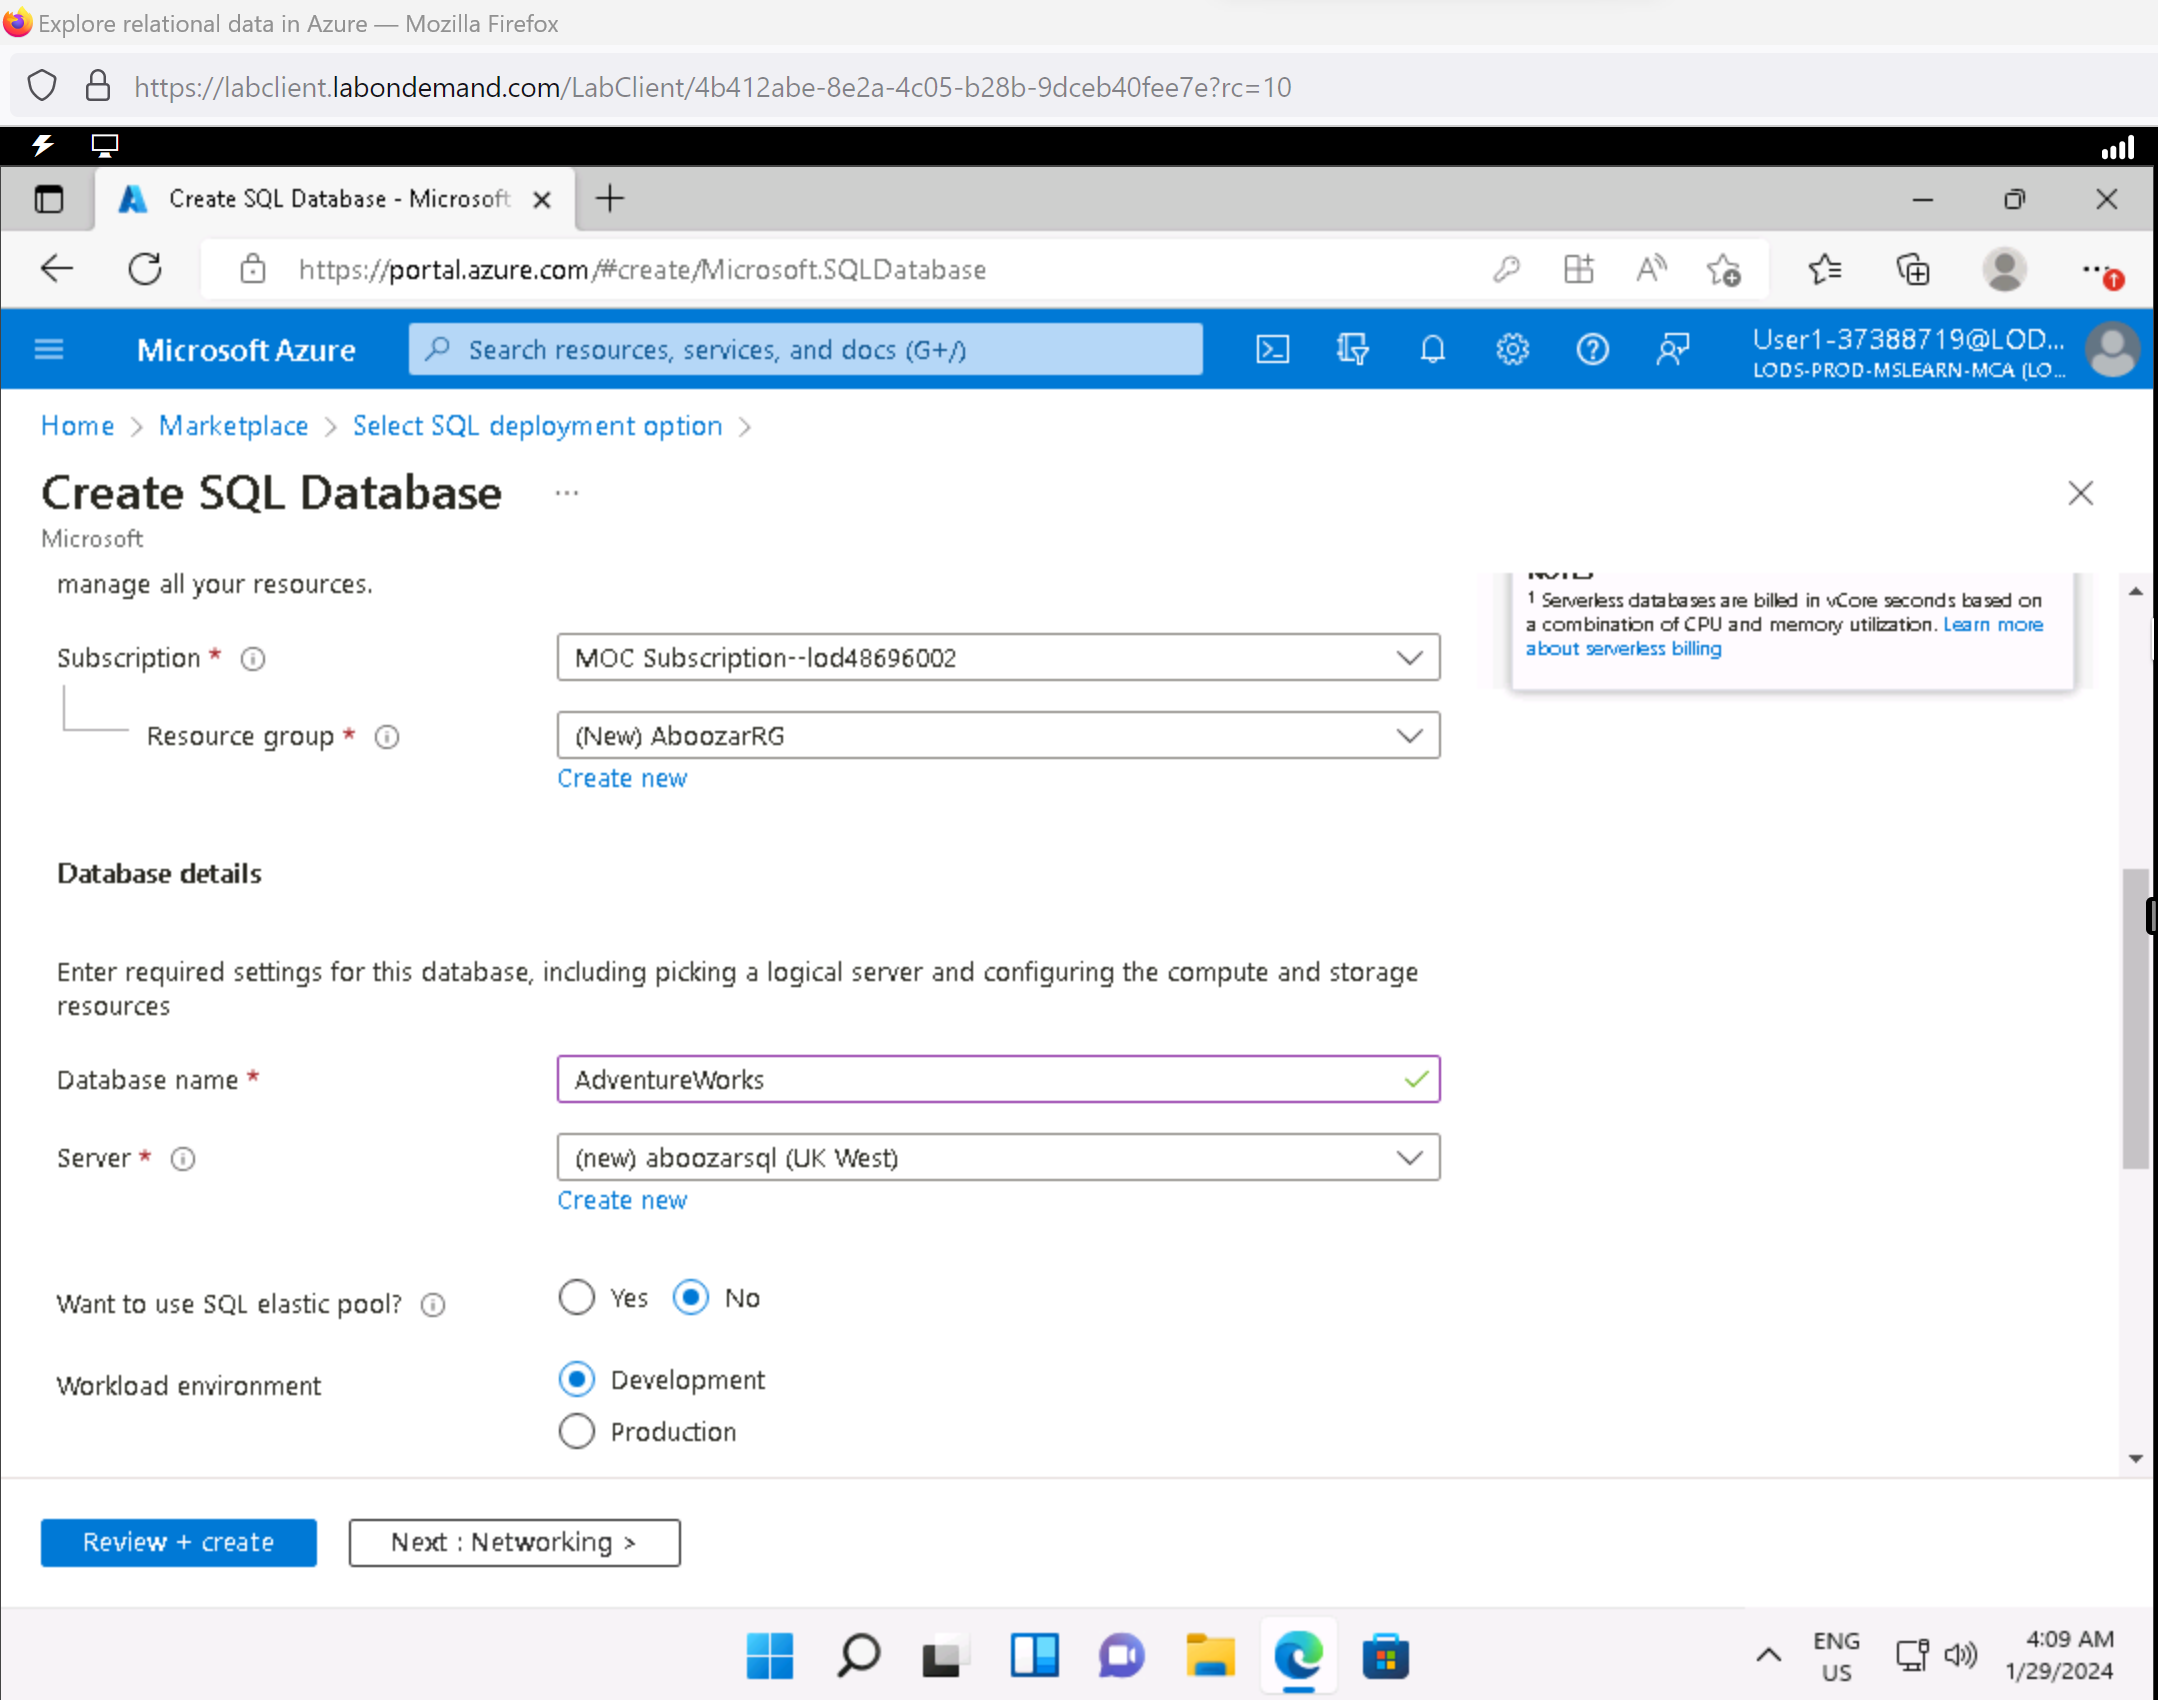 Explore relational data in Azure — Mozilla Firefox
https://labclient.labondemand.com/LabClient/4b412abe-8e2a-4c05-b28b-9dceb40fee7e?rc=10
Create SQL Database - Microsoft
https://portal.azure.com/#create/Microsoft.SQLDatabase
Microsoft Azure
Search resources, services, and docs (G+/)
User1-37388719@LOD...
LODS-PROD-MSLEARN-MCA (LO...
Home > Marketplace > Select SQL deployment option >
Create SQL Database ...
Microsoft
manage all your resources.
NOTES
1 Serverless databases are billed in vCore seconds based on
a combination of CPU and memory utilization. Learn more
about serverless billing
Subscription *
MOC Subscription--lod48696002
Resource group *
(New) AboozarRG
Create new
Database details
Enter required settings for this database, including picking a logical server and configuring the compute and storage
resources
Database name *
AdventureWorks
Server *
(new) aboozarsql (UK West)
Create new
Want to use SQL elastic pool?
Yes
No
Workload environment
Development
Production
Review + create
Next : Networking >
ENG
US
4:09 AM
1/29/2024